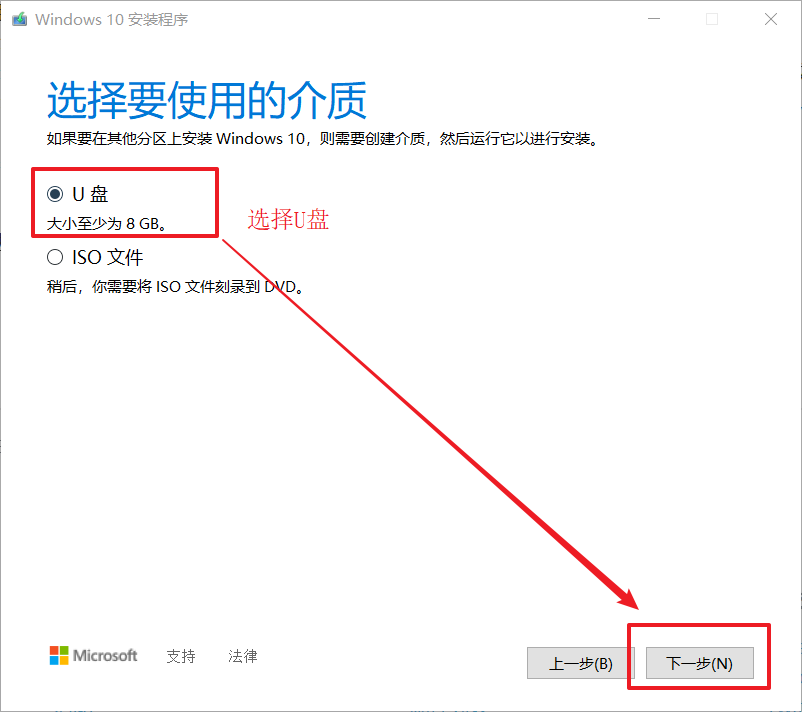 Windows 10 安装程序
选择要使用的介质
如果要在其他分区上安装 Windows 10，则需要创建介质，然后运行它以进行安装。
U 盘
大小至少为 8 GB。
选择U盘
ISO 文件
稍后，你需要将 ISO 文件刻录到 DVD。
Microsoft 支持 法律 上一步(B) 下一步(N)